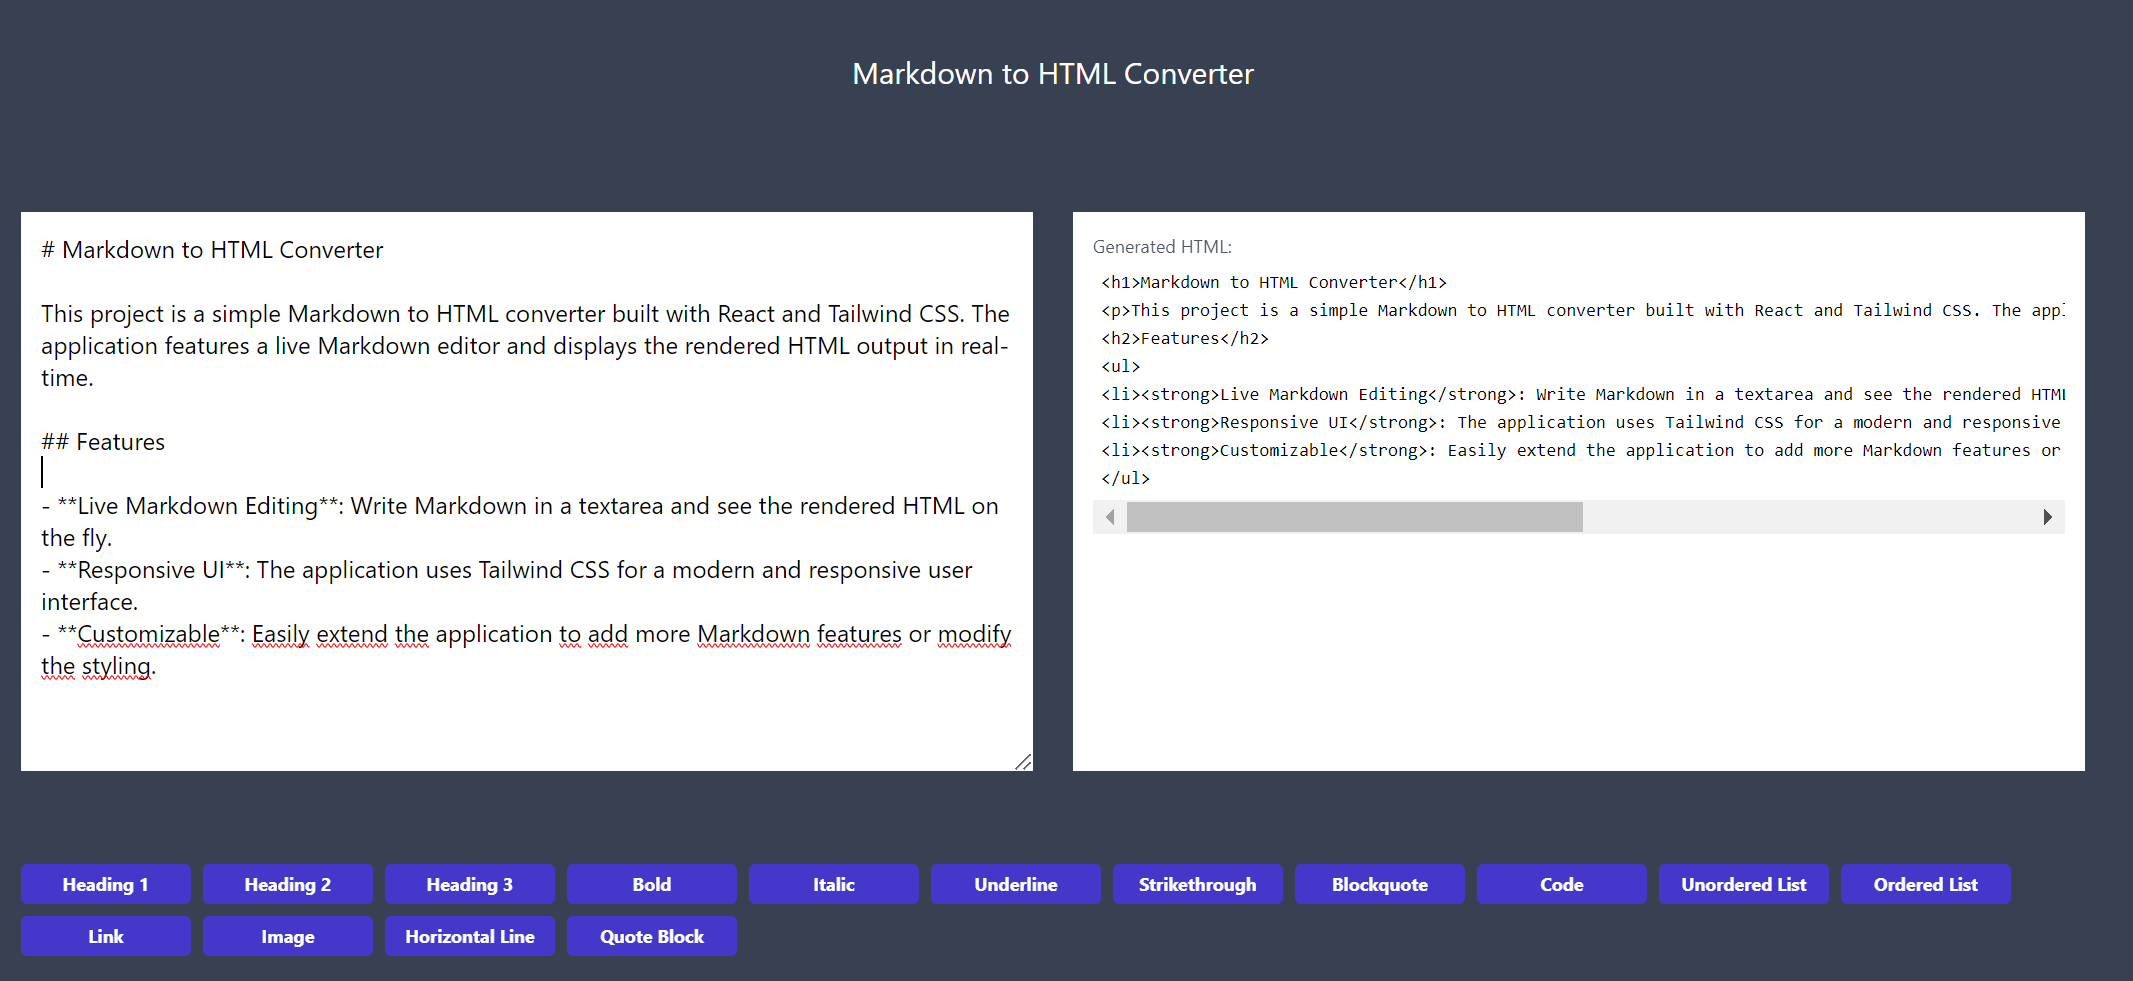 Markdown to HTML Converter
# Markdown to HTML Converter
This project is a simple Markdown to HTML converter built with React and Tailwind CSS. The
application features a live Markdown editor and displays the rendered HTML output in real-
time.
## Features
- **Live Markdown Editing**: Write Markdown in a textarea and see the rendered HTML on
the fly.
- **Responsive UI**: The application uses Tailwind CSS for a modern and responsive user
interface.
- **Customizable**: Easily extend the application to add more Markdown features or modify
the styling.
Generated HTML:
<h1>Markdown to HTML Converter</h1>
<p>This project is a simple Markdown to HTML converter built with React and Tailwind CSS. The
<h2>Features</h2>
<ul>
<li><strong>Live Markdown Editing</strong>: Write Markdown in a textarea and see the rendered
<li><strong>Responsive UI</strong>: The application uses Tailwind CSS for a modern and responsive
<li><strong>Customizable</strong>: Easily extend the application to add more Markdown features or
</ul>
Heading 1 Heading 2 Heading 3 Bold Italic Underline Strikethrough Blockquote Code Unordered List Ordered List
Link Image Horizontal Line Quote Block